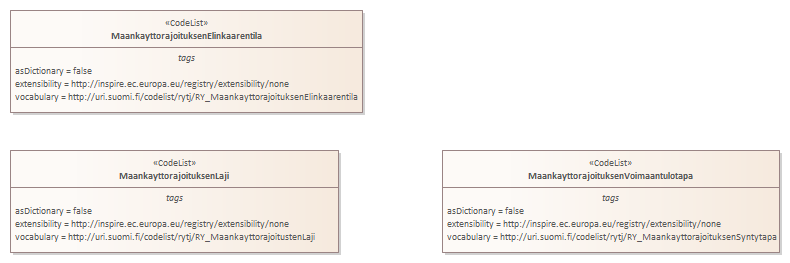 «CodeList»
MaankayttorajoituksenElinkaarentila
tags
asDictionary = false
extensibility = http://inspire.ec.europa.eu/registry/extensibility/none
vocabulary = http://uri.suomi.fi/codelist/rytj/RY_MaankayttorajoituksenElinkaarentila
«CodeList»
MaankayttorajoituksenLaji
tags
asDictionary = false
extensibility = http://inspire.ec.europa.eu/registry/extensibility/none
vocabulary = http://uri.suomi.fi/codelist/rytj/RY_MaankayttorajoitustenLaji
«CodeList»
MaankayttorajoituksenVoimaantulotapa
tags
asDictionary = false
extensibility = http://inspire.ec.europa.eu/registry/extensibility/none
vocabulary = http://uri.suomi.fi/codelist/rytj/RY_MaankayttorajoituksenSyntytapa